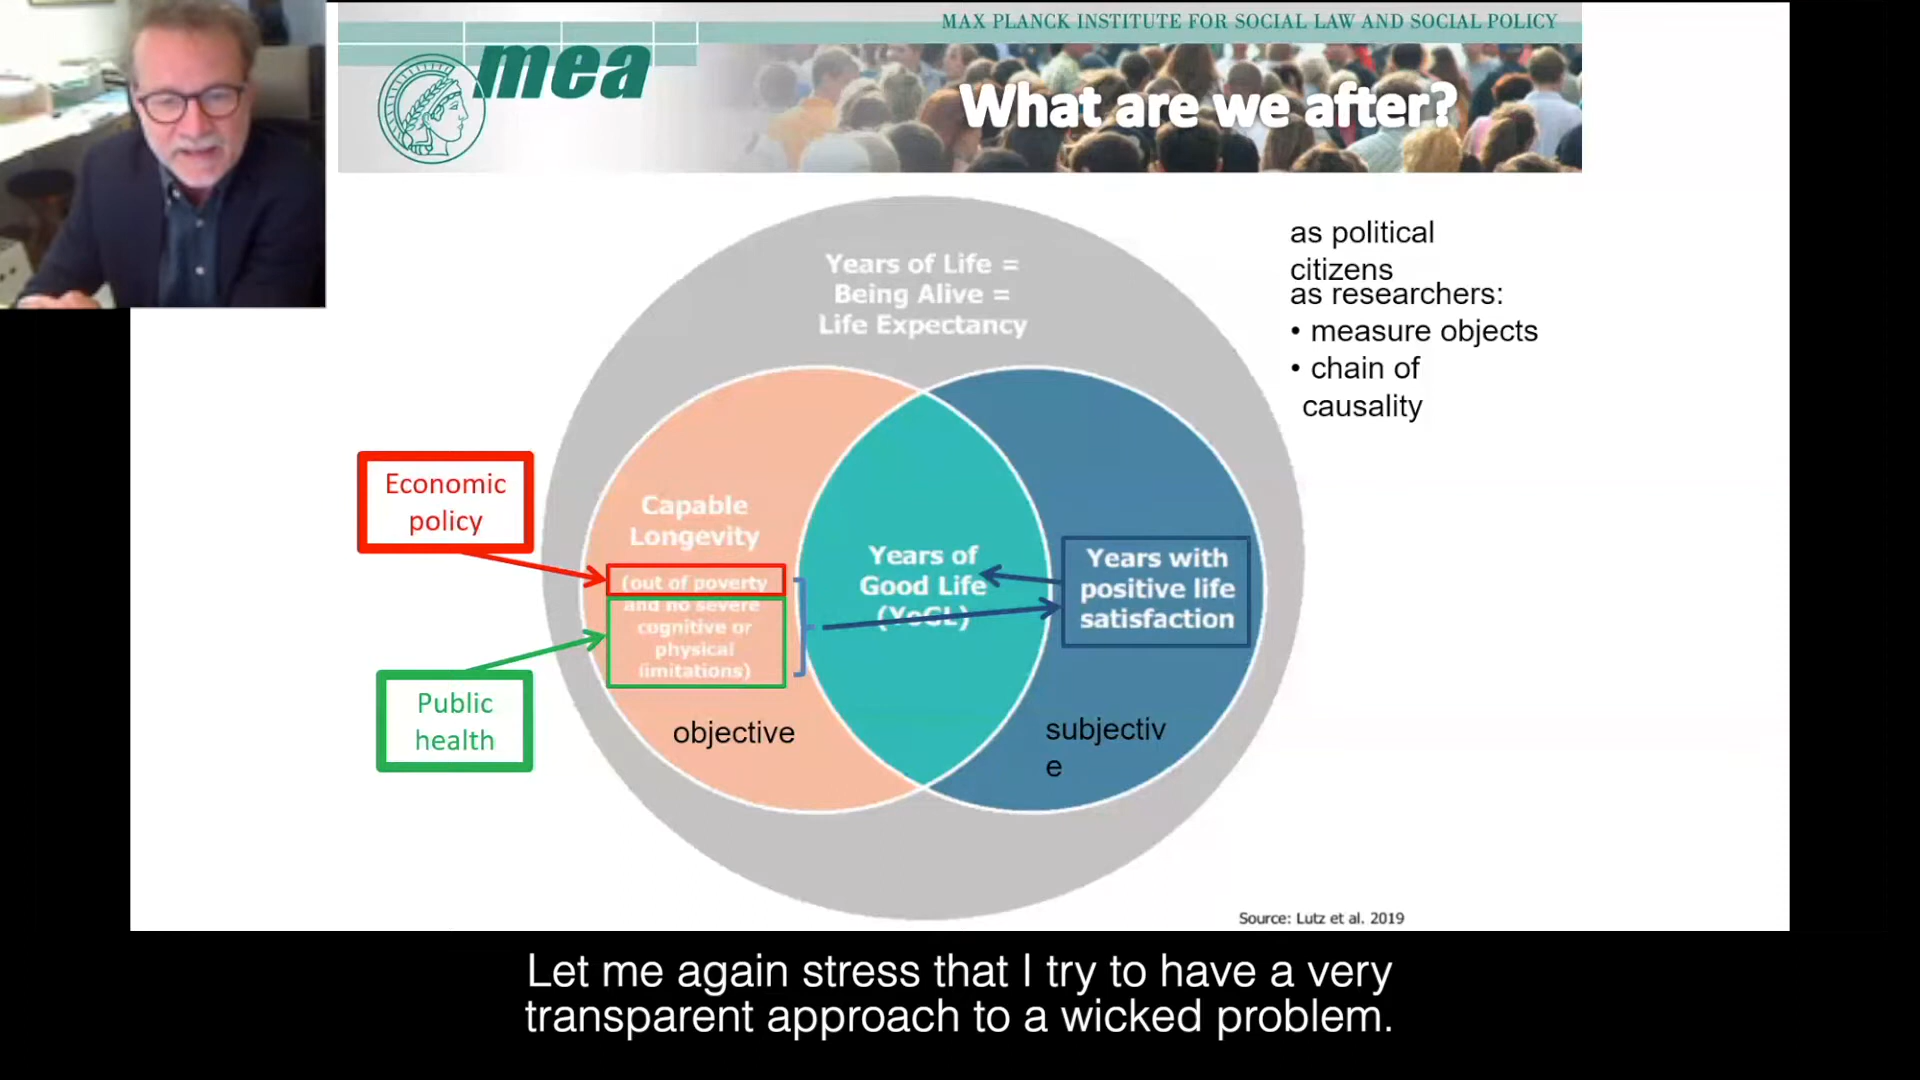 MAX PLANCK INSTITUTE FOR SOCIAL LAW AND SOCIAL POLICY
mea
What are we after?
Years of Life =
Being Alive =
Life Expectancy
as political
citizens
as researchers:
• measure objects
• chain of
causality
Economic
policy
Capable
Longevity
(out of poverty
and no severe
cognitive or
physical
limitations)
Years of
Good Life
(YoGL)
Years with
positive life
satisfaction
Public
health
objective
subjectiv
e
Source: Lutz et al. 2019
Let me again stress that I try to have a very
transparent approach to a wicked problem.